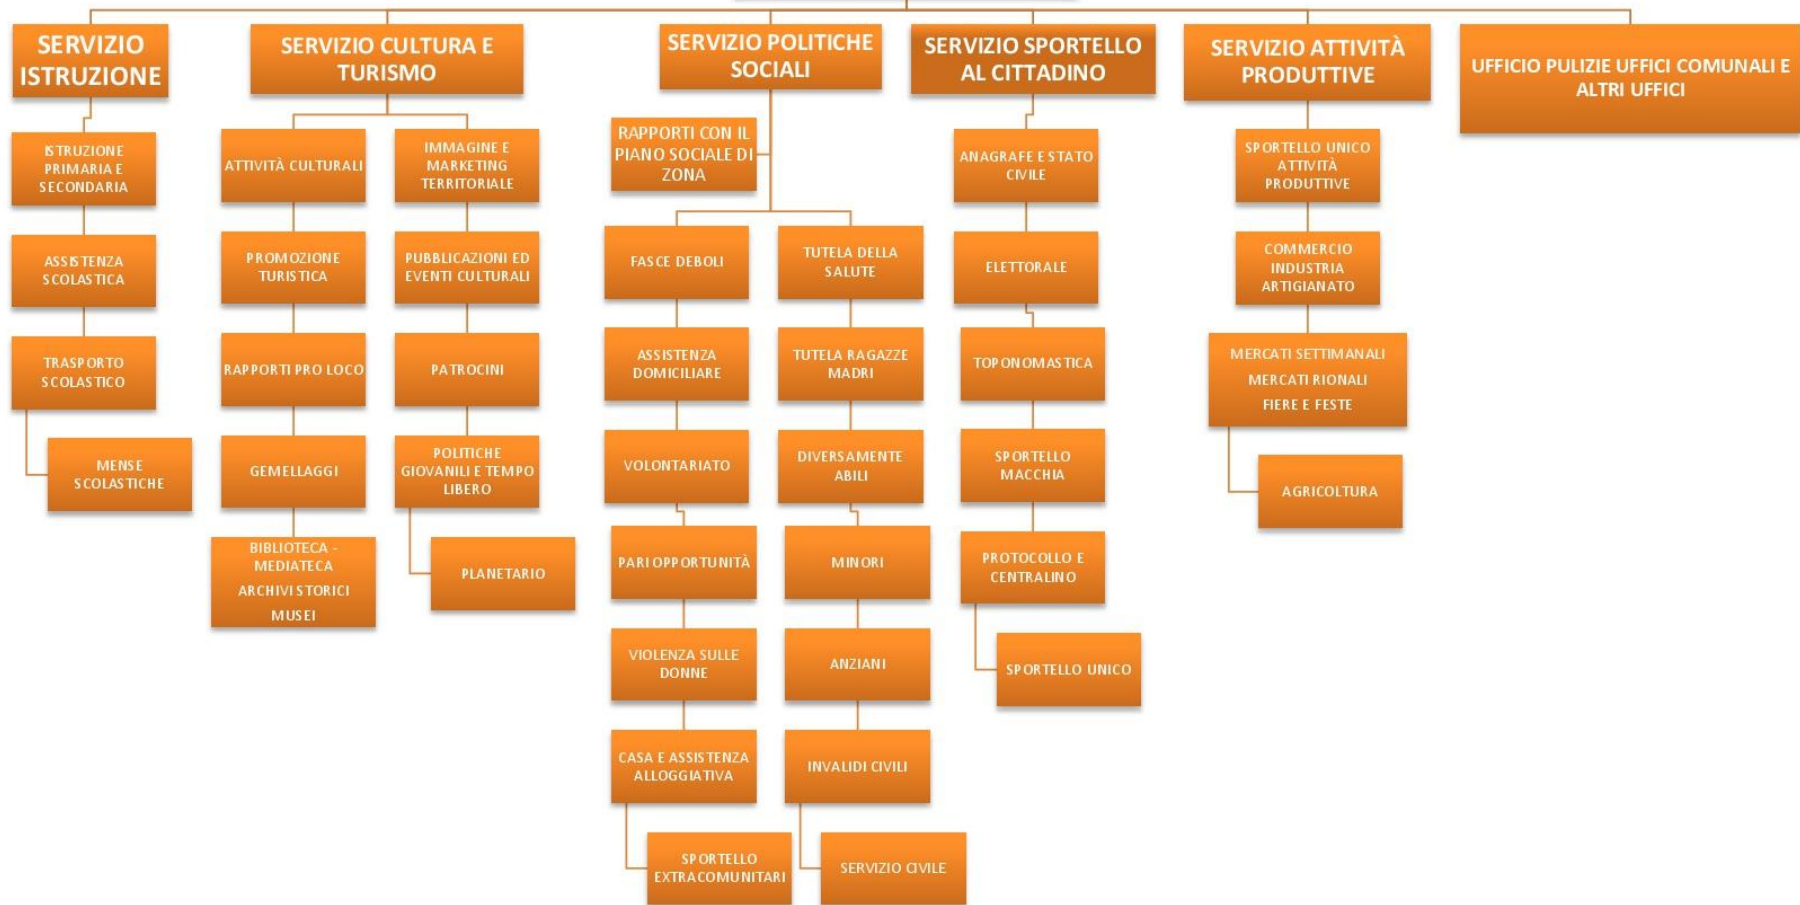 SERVIZIO
ISTRUZIONE
ISTRUZIONE
PRIMARIA E
SECONDARIA
ASSISTENZA
SCOLASTICA
TRASPORTO
SCOLASTICO
MENSE
SCOLASTICHE
SERVIZIO CULTURA E
TURISMO
ATTIVITÀ CULTURALI
PROMOZIONE
TURISTICA
RAPPORTI PRO LOCO
GEMELLAGGI
BIBLIOTECA -
MEDIATECA
ARCHIVI STORICI
MUSEI
IMMAGINE E
MARKETING
TERRITORIALE
PUBBLICAZIONI ED
EVENTI CULTURALI
PATROCINI
POLITICHE
GIOVANILI E TEMPO
LIBERO
PLANETARIO
SERVIZIO POLITICHE
SOCIALI
RAPPORTI CON IL
PIANO SOCIALE DI
ZONA
FASCE DEBOLI
ASSISTENZA
DOMICILIARE
VOLONTARIATO
PARI OPPORTUNITÀ
VIOLENZA SULLE
DONNE
CASA E ASSISTENZA
ALLOGGIATIVA
SPORTELLO
EXTRACOMUNITARI
TUTELA DELLA
SALUTE
TUTELA RAGAZZE
MADRI
DIVERSAMENTE
ABILI
MINORI
ANZIANI
INVALIDI CIVILI
SERVIZIO CIVILE
SERVIZIO SPORTELLO
AL CITTADINO
ANAGRAFE E STATO
CIVILE
ELETTORALE
TOPONOMASTICA
SPORTELLO
MACCHIA
PROTOCOLLO E
CENTRALINO
SPORTELLO UNICO
SERVIZIO ATTIVITÀ
PRODUTTIVE
SPORTELLO UNICO
ATTIVITÀ
PRODUTTIVE
COMMERCIO
INDUSTRIA
ARTIGIANATO
MERCATI SETTIMANALI
MERCATI RIONALI
FIERE E FESTE
AGRICOLTURA
UFFICIO PULIZIE UFFICI COMUNALI E
ALTRI UFFICI